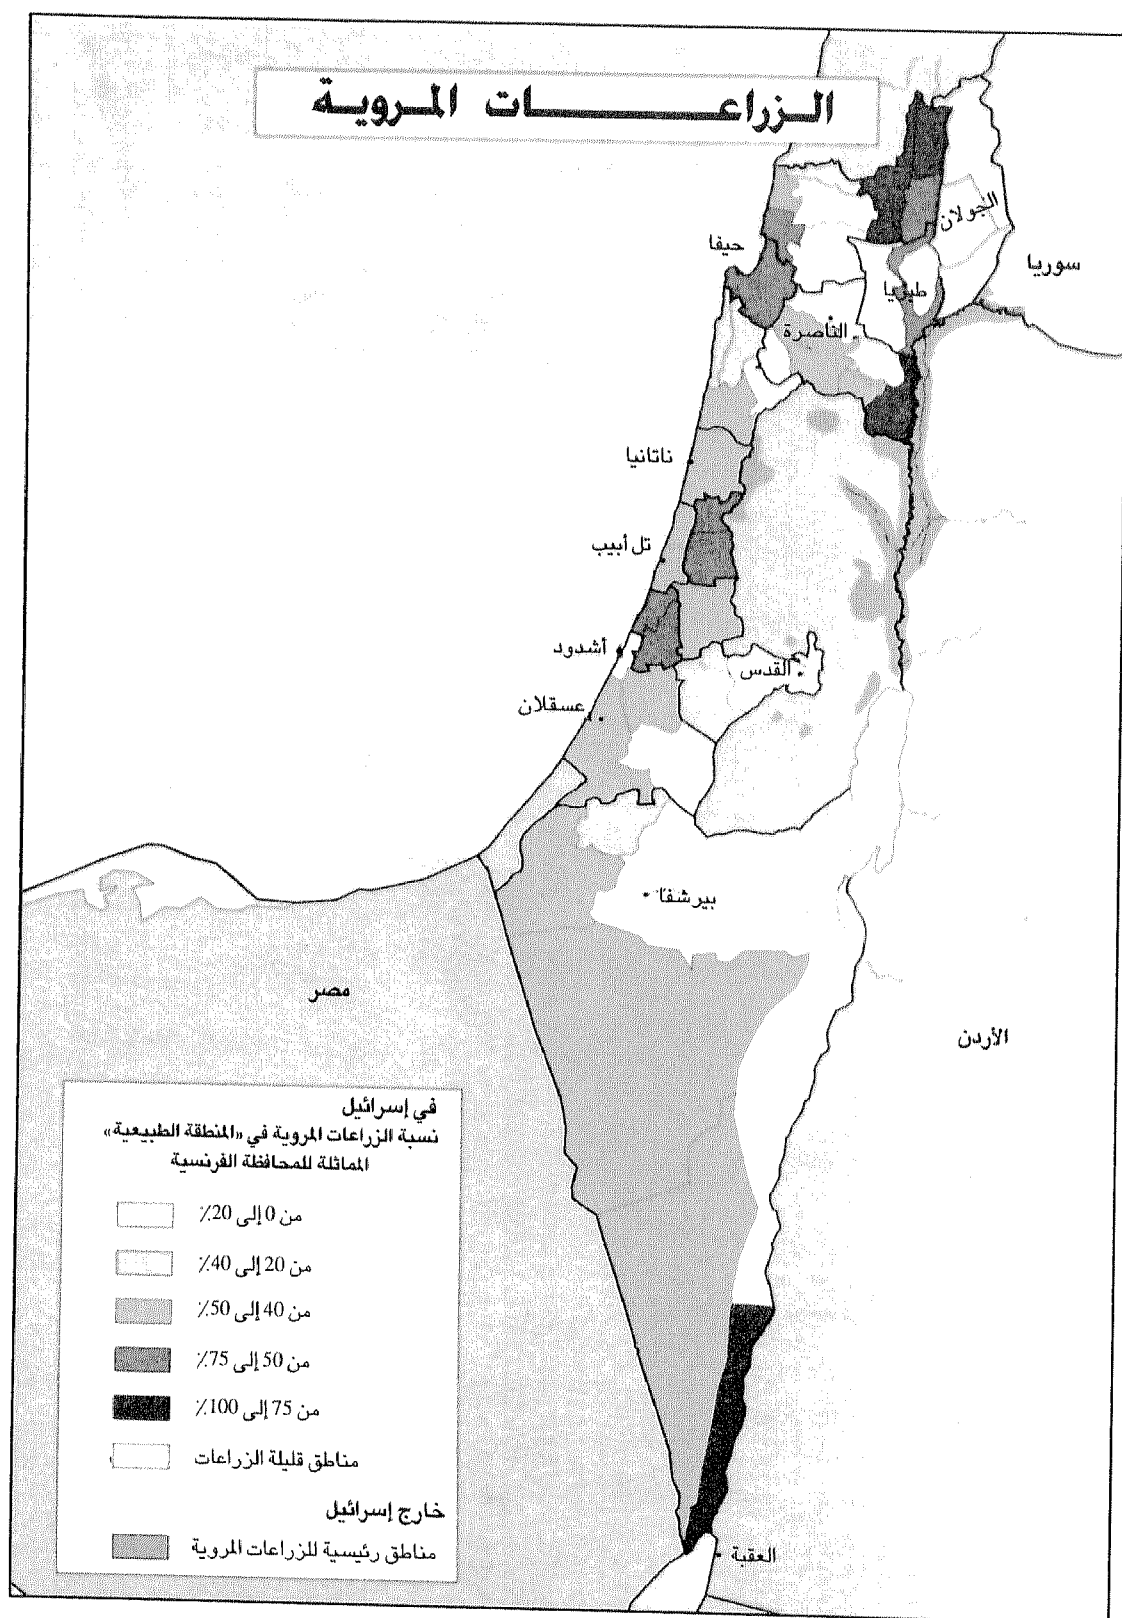 الـزراعـــــــــــات المـرويـة
الجولان
حيفا
سوريا
طبريا
الناصرة
ناتانيا
تل أبيب
أشدود
القدس
عسقلان
بيرشفا
مصر
الأردن
في إسرائيل
نسبة الزراعات المروية في «المنطقة الطبيعية»
المماثلة للمحافظة الفرنسية
من 0 إلى 20٪
من 20 إلى 40٪
من 40 إلى 50٪
من 50 إلى 75٪
من 75 إلى 100٪
مناطق قليلة الزراعات
خارج إسرائيل
مناطق رئيسية للزراعات المروية
العقبة